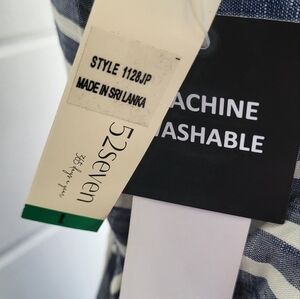 STYLE 1128JP
MADE IN SRI LANKA
52seven
L
ACHINE
ASHABLE